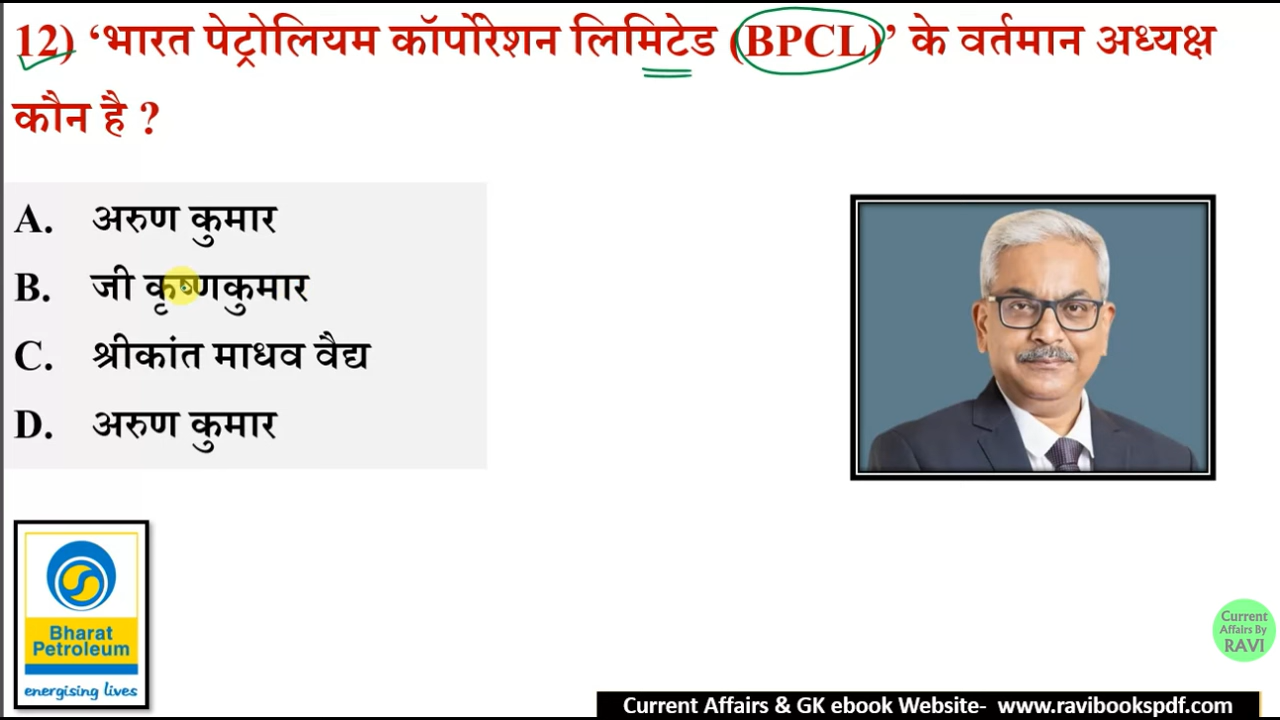 12) ‘भारत पेट्रोलियम कॉर्पोरेशन लिमिटेड (BPCL)’ के वर्तमान अध्यक्ष
कौन है ?
A. अरुण कुमार
B. जी कृष्णकुमार
C. श्रीकांत माधव वैद्य
D. अरुण कुमार
Bharat
Petroleum
energising lives
Current
Affairs By
RAVI
Current Affairs & GK ebook Website- www.ravibookspdf.com